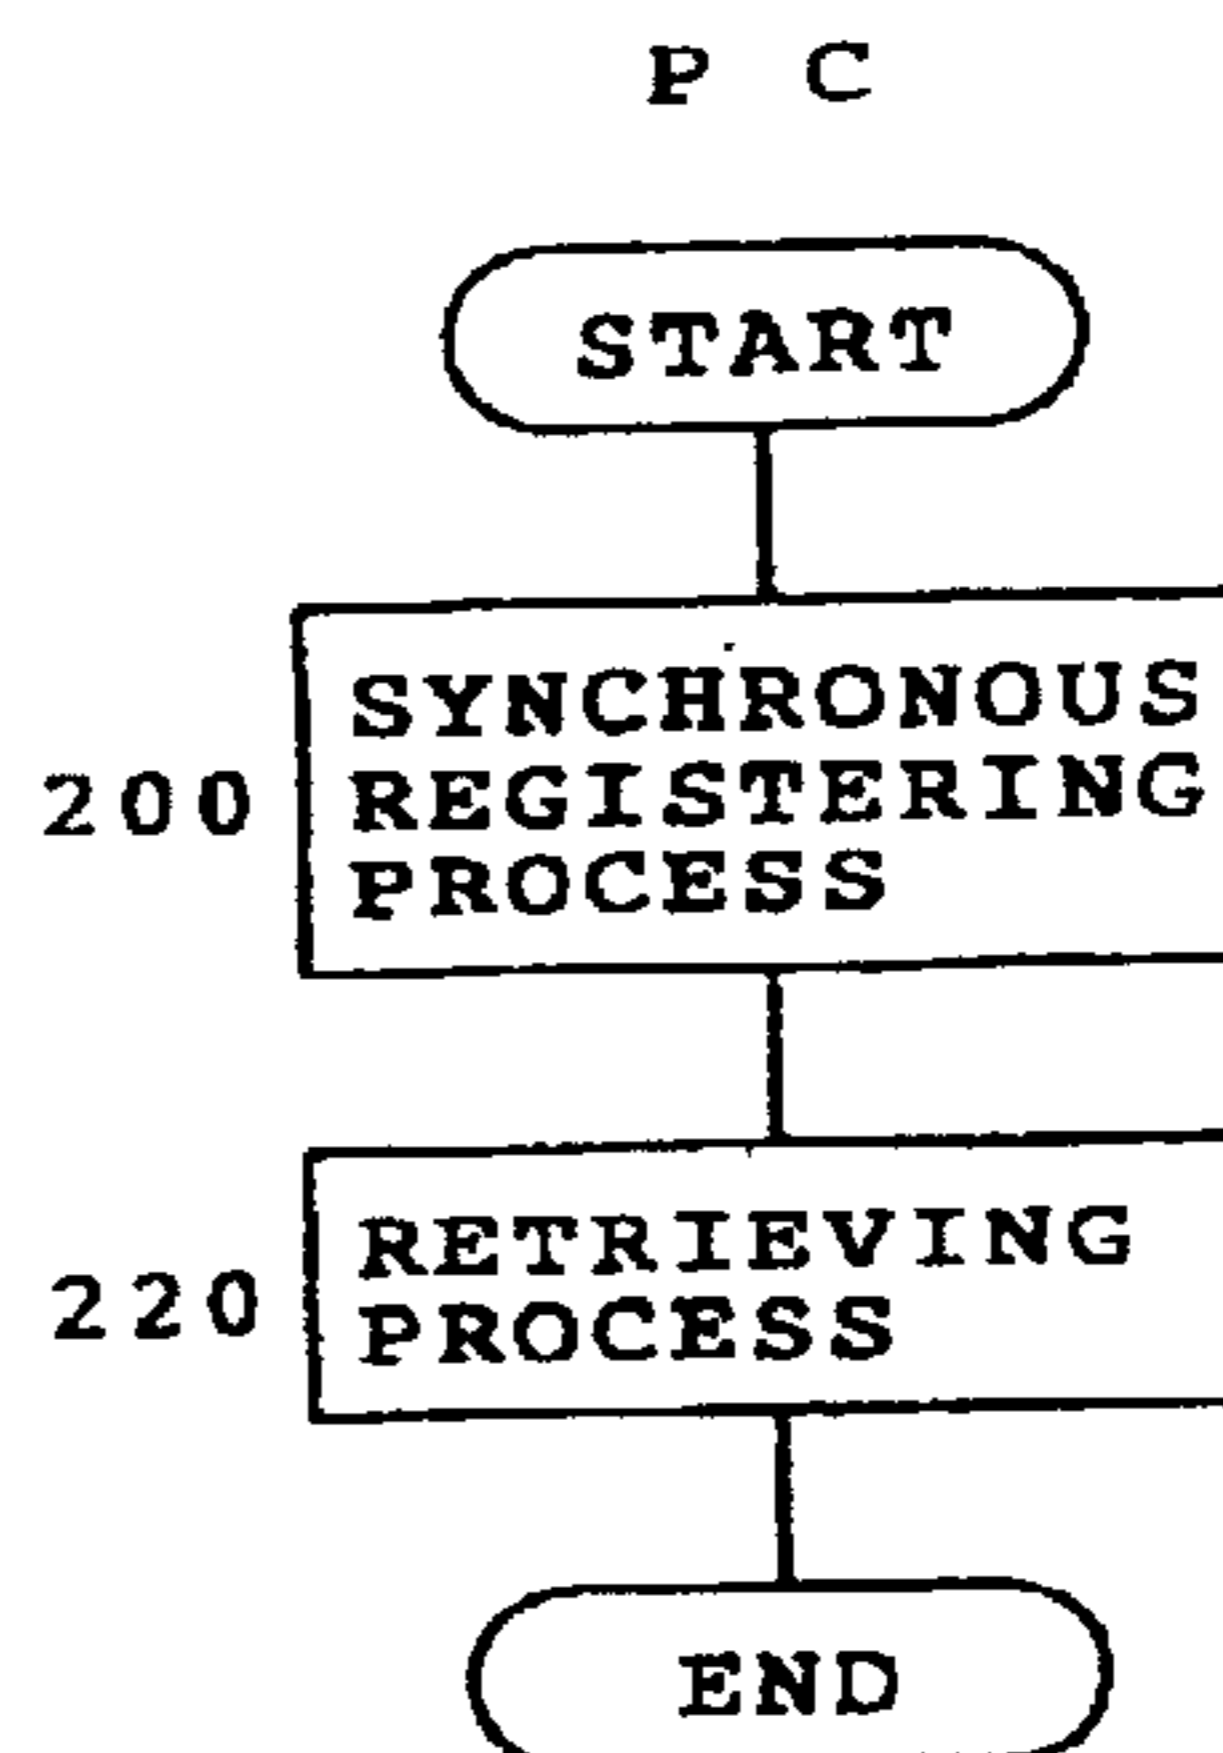 P C
START
SYNCHRONOUS
REGISTERING
PROCESS
200
RETRIEVING
PROCESS
220
END